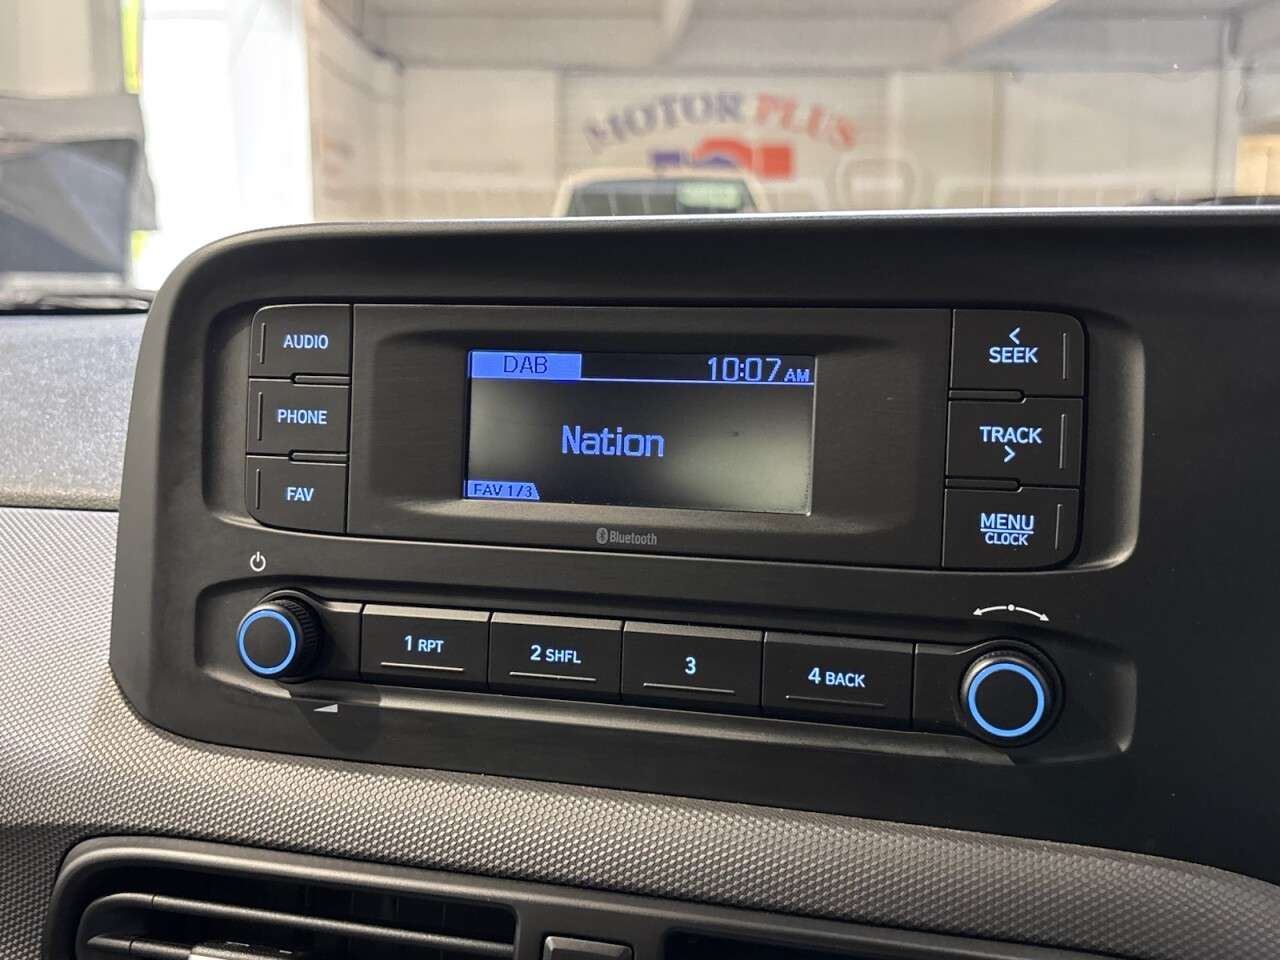 MOTOR PLUS
AUDIO
PHONE
FAV
DAB
10:07 AM
Nation
FAV 1/3
Bluetooth
<
SEEK
TRACK
>
MENU
CLOCK
1 RPT
2 SHFL
3
4 BACK